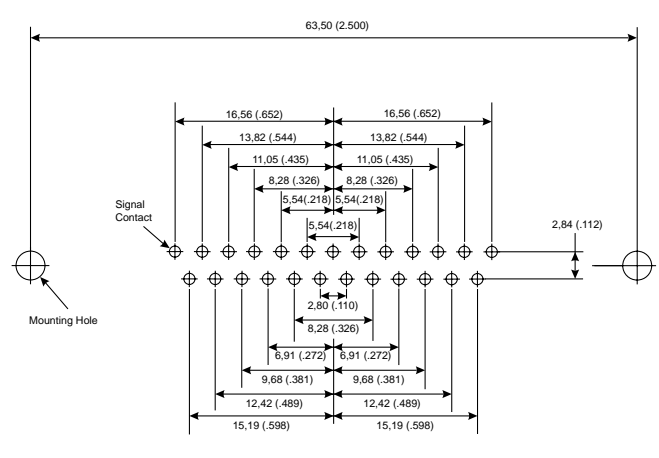 63,50 (2.500)
16,56 (.652) 16,56 (.652)
13,82 (.544) 13,82 (.544)
11,05 (.435) 11,05 (.435)
8,28 (.326) 8,28 (.326)
Signal
Contact
5,54(.218) 5,54(.218)
5,54(.218)
2,84 (.112)
2,80 (.110)
Mounting Hole
8,28 (.326)
6,91 (.272) 6,91 (.272)
9,68 (.381) 9,68 (.381)
12,42 (.489) 12,42 (.489)
15,19 (.598) 15,19 (.598)